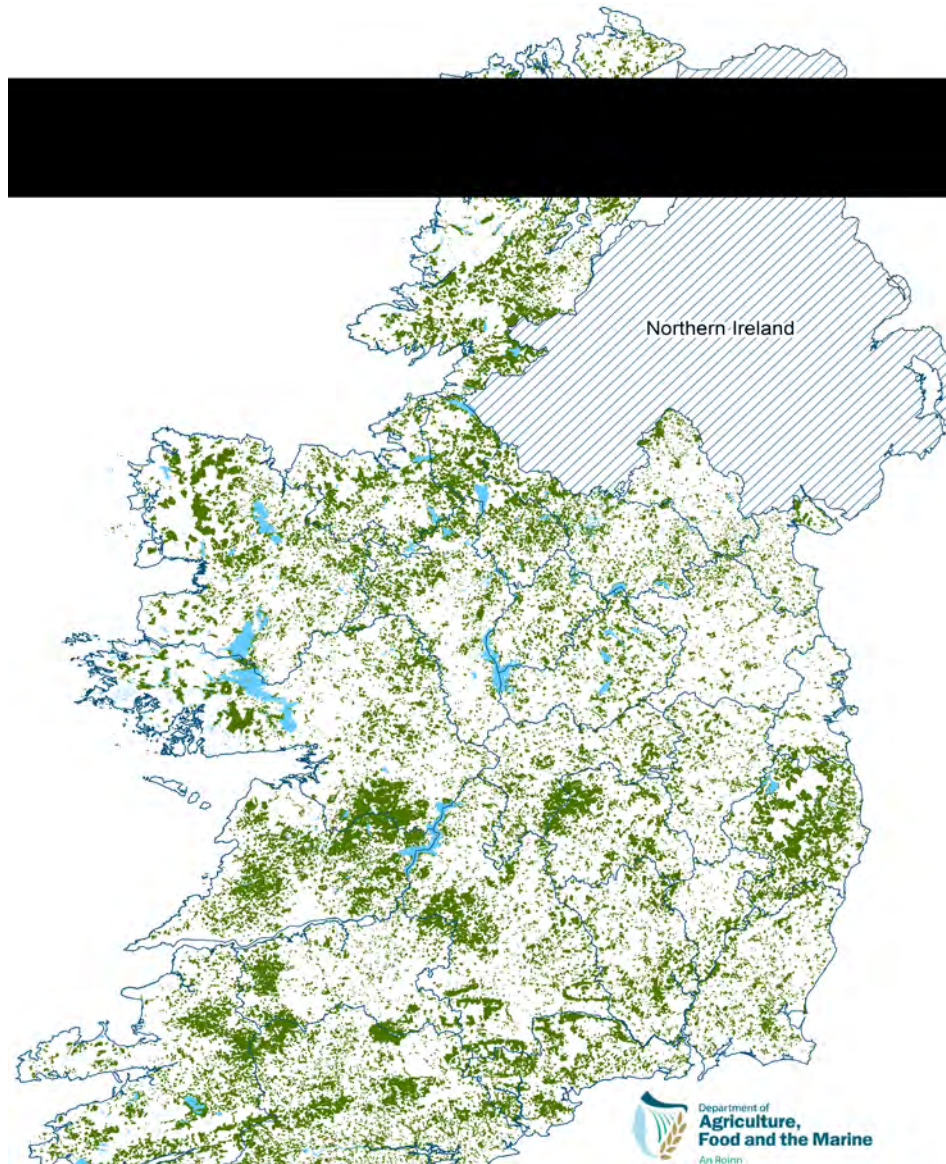 Northern Ireland
Department of
Agriculture,
Food and the Marine
An Roinn